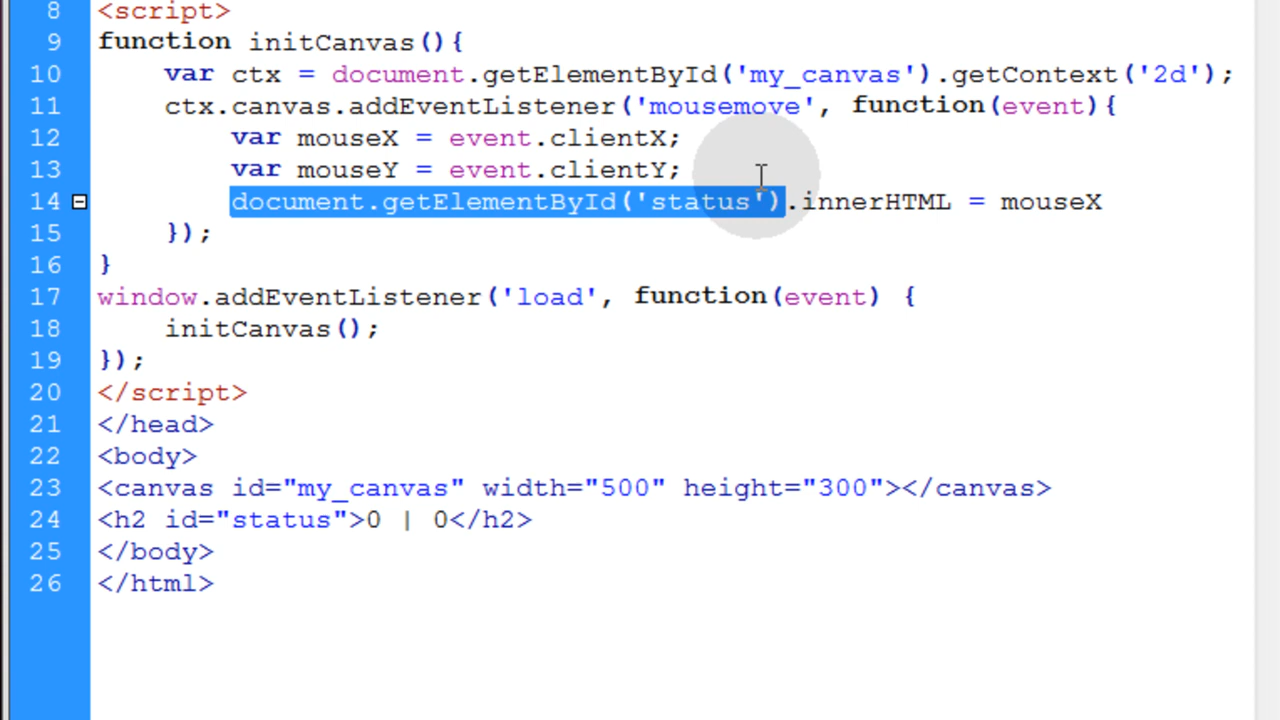 8 <script>
9 function initCanvas(){
10     var ctx = document.getElementById('my_canvas').getContext('2d');
11     ctx.canvas.addEventListener('mousemove', function(event){
12         var mouseX = event.clientX;
13         var mouseY = event.clientY;
14         document.getElementById('status').innerHTML = mouseX
15     });
16 }
17 window.addEventListener('load', function(event) {
18     initCanvas();
19 });
20 </script>
21 </head>
22 <body>
23 <canvas id="my_canvas" width="500" height="300"></canvas>
24 <h2 id="status">0 | 0</h2>
25 </body>
26 </html>